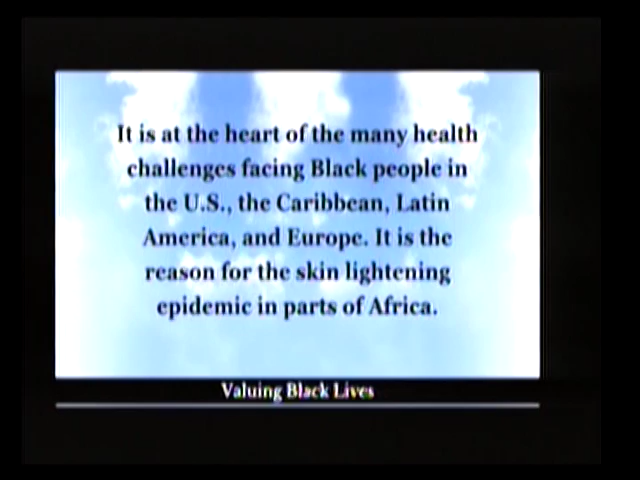 It is at the heart of the many health
challenges facing Black people in
the U.S., the Caribbean, Latin
America, and Europe. It is the
reason for the skin lightening
epidemic in parts of Africa.
Valuing Black Lives